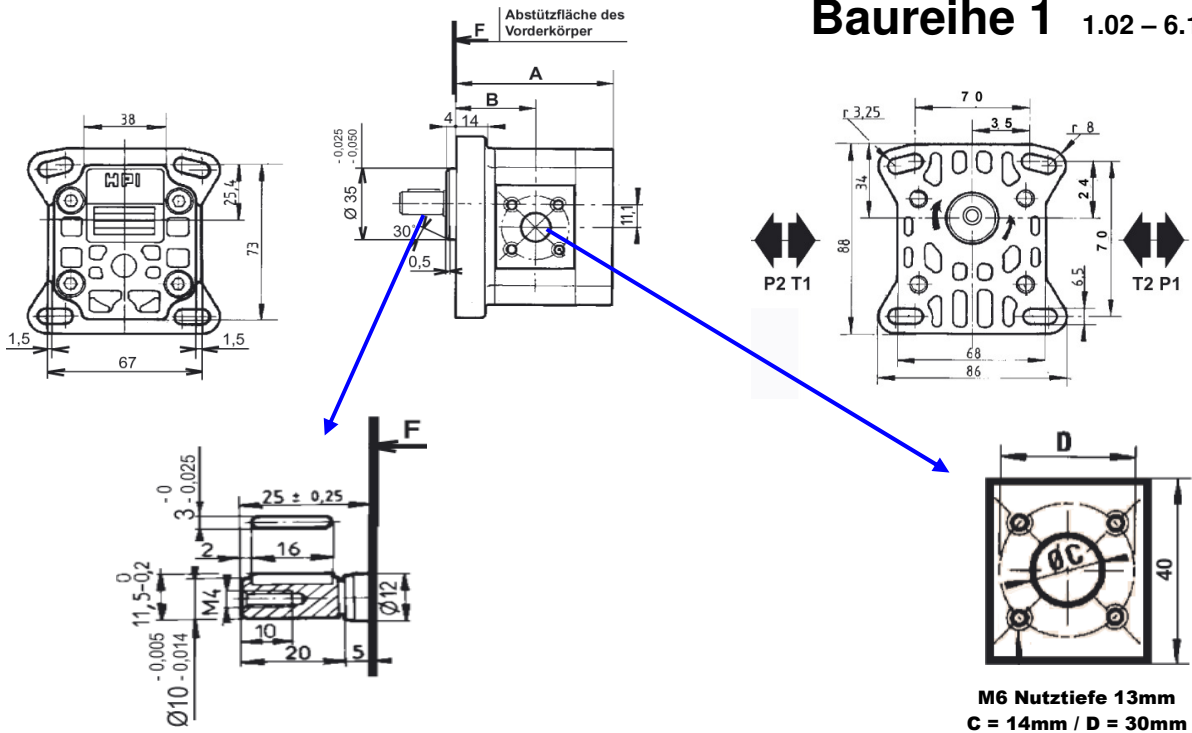 Baureihe 1 1.02 – 6.1
Abstützfläche des
Vorderkörper
F
A
B
4 14
- 0,025
- 0,050
Ø 35
30°
0,5
11,1
38
HPI
25,4
73
1,5
1,5
67
70
35
r 3,25
r 8
34
88
24
70
6,5
68
86
P2 T1
T2 P1
F
25 ± 0,25
- 0
3 - 0,025
2
16
0
11,5-0,2
M4
Ø12
10
20
5
- 0,005
Ø10 - 0,014
D
ØC
40
M6 Nutztiefe 13mm
C = 14mm / D = 30mm